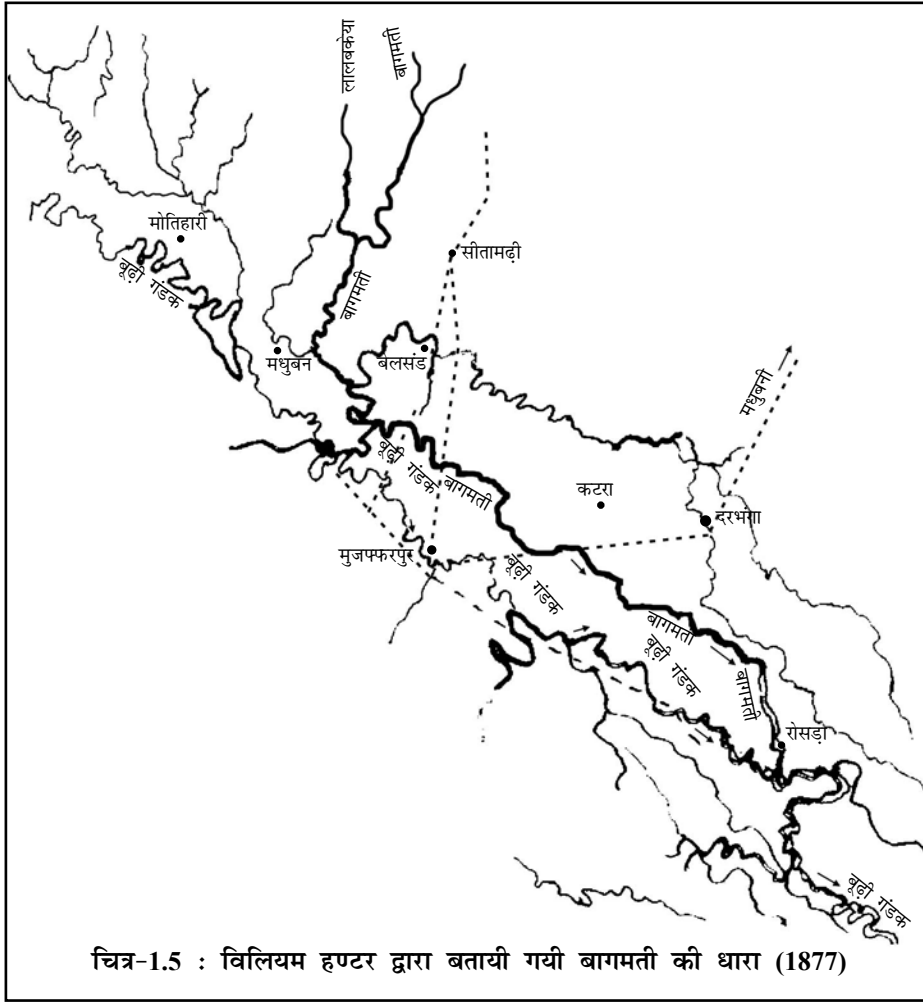 लालबकेया
बागमती
मोतिहारी
बूढ़ी गंडक
सीतामढ़ी
बागमती
मधुबन
बेलसंड
मधुबनी
बूढ़ी गंडक
बागमती
कटरा
दरभंगा
मुजफ्फरपुर
बूढ़ी गंडक
बागमती
बूढ़ी गंडक
बागमती
रोसड़ा
बूढ़ी गंडक
चित्र-1.5 : विलियम हण्टर द्वारा बतायी गयी बागमती की धारा (1877)